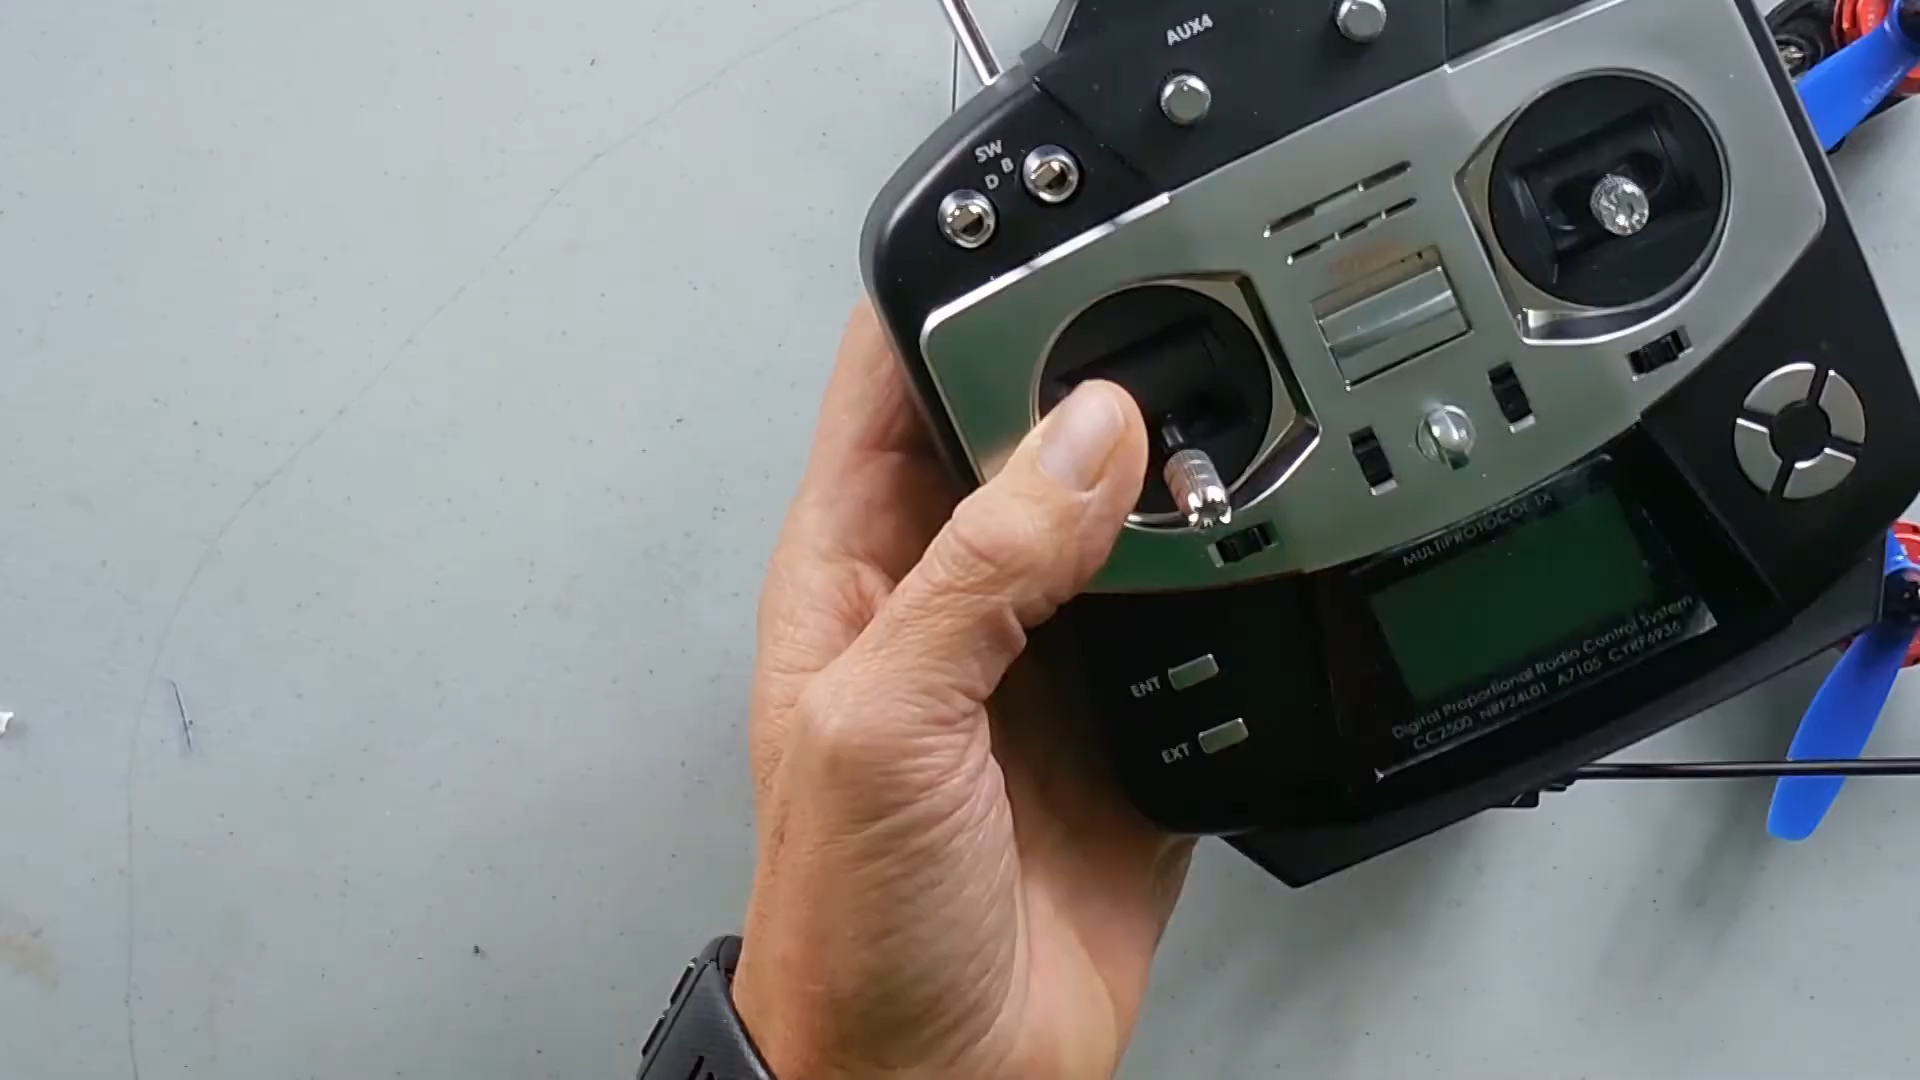 AUX4
SW
B
D
MULTIPROTOCOL TX
Digital Proportional Radio Control System
CC2500 NRF24L01 A7105 CYRF6936
ENT
EXT